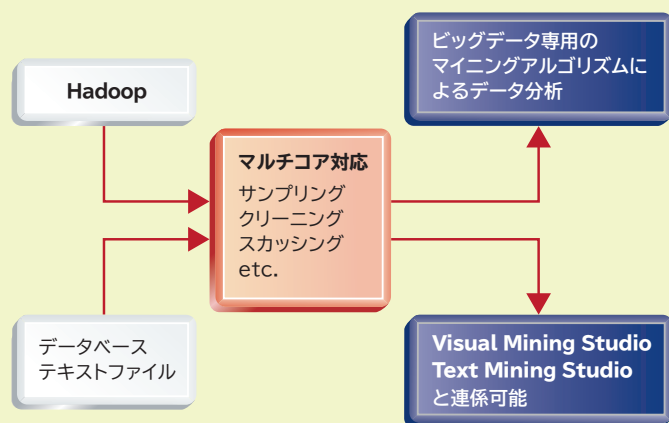 Hadoop
データベース
テキストファイル
マルチコア対応
サンプリング
クリーニング
スカッシング
etc.
ビッグデータ専用の
マイニングアルゴリズムに
よるデータ分析
Visual Mining Studio
Text Mining Studio
と連係可能